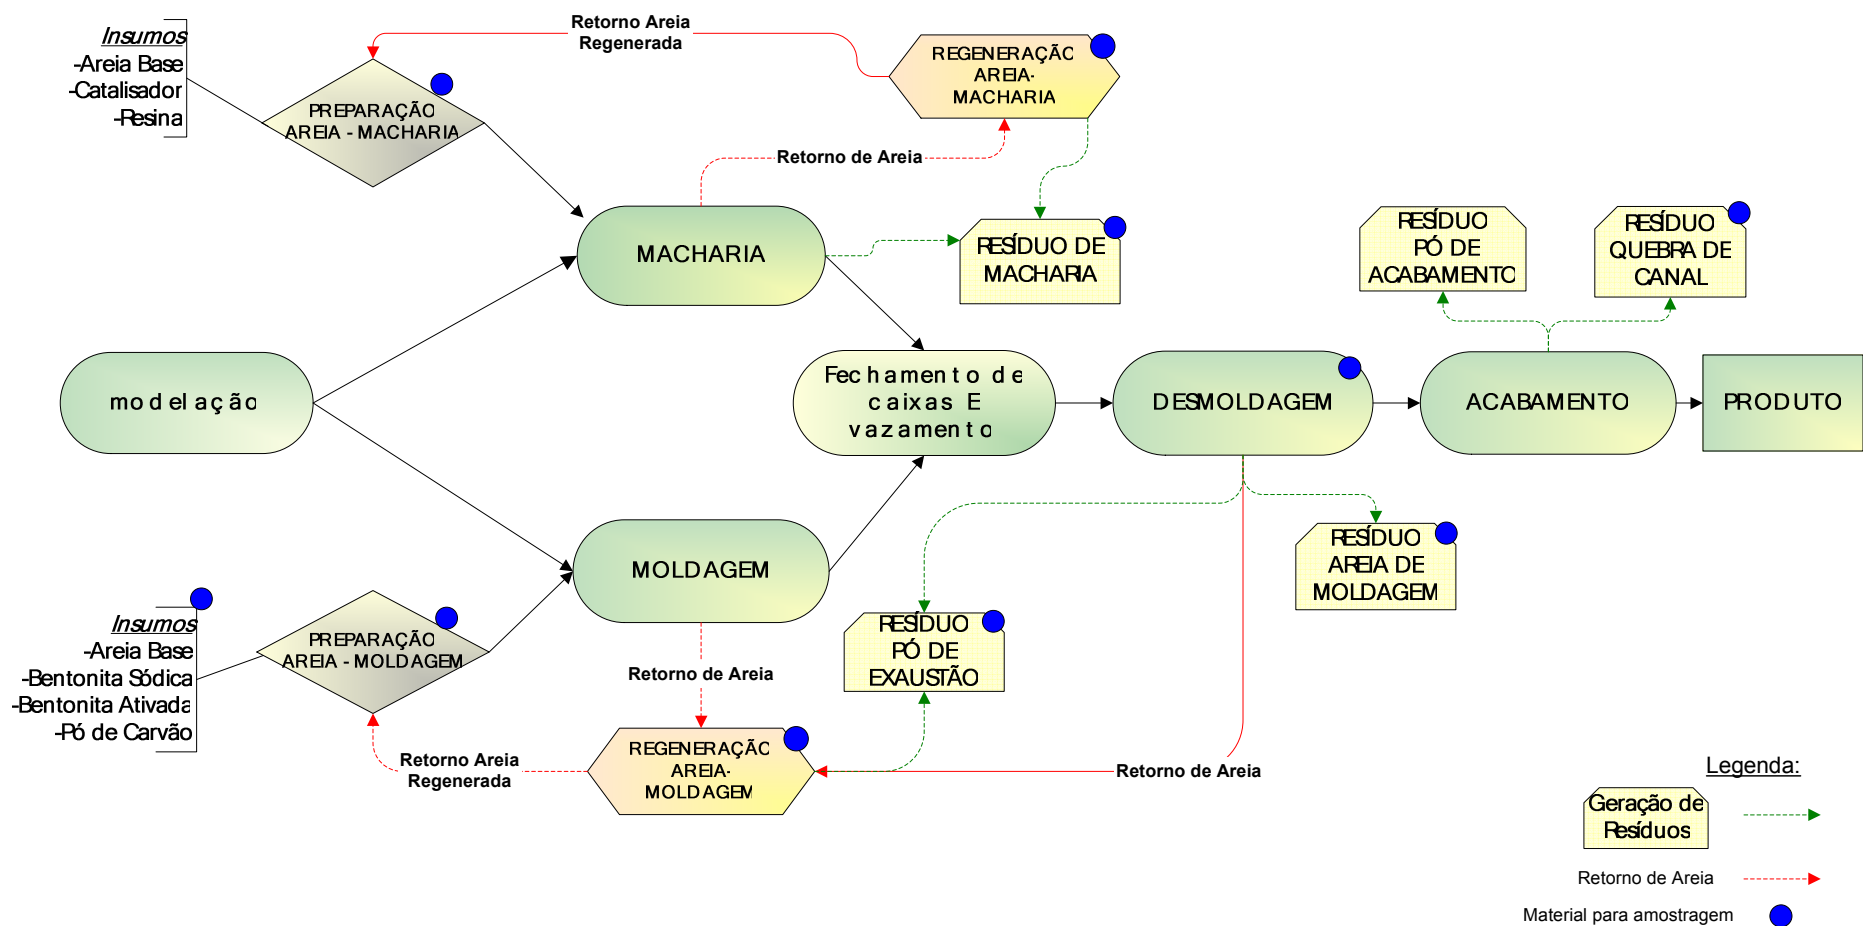 Insumos
-Areia Base
-Catalisador
-Resina
PREPARAÇÃO
AREIA - MACHARIA
Retorno Areia
Regenerada
REGENERAÇÃO
AREIA-
MACHARIA
Retorno de Areia
MACHARIA
RESÍDUO DE
MACHARIA
RESÍDUO
PÓ DE
ACABAMENTO
RESÍDUO
QUEBRA DE
CANAL
modelação
Fechamento de
caixas E
vazamento
DESMOLDAGEM
ACABAMENTO
PRODUTO
MOLDAGEM
RESÍDUO
AREIA DE
MOLDAGEM
Insumos
-Areia Base
-Bentonita Sódica
-Bentonita Ativada
-Pó de Carvão
PREPARAÇÃO
AREIA - MOLDAGEM
Retorno de Areia
RESÍDUO
PÓ DE
EXAUSTÃO
Retorno Areia
Regenerada
REGENERAÇÃO
AREIA-
MOLDAGEM
Retorno de Areia
Legenda:
Geração de
Resíduos
Retorno de Areia
Material para amostragem